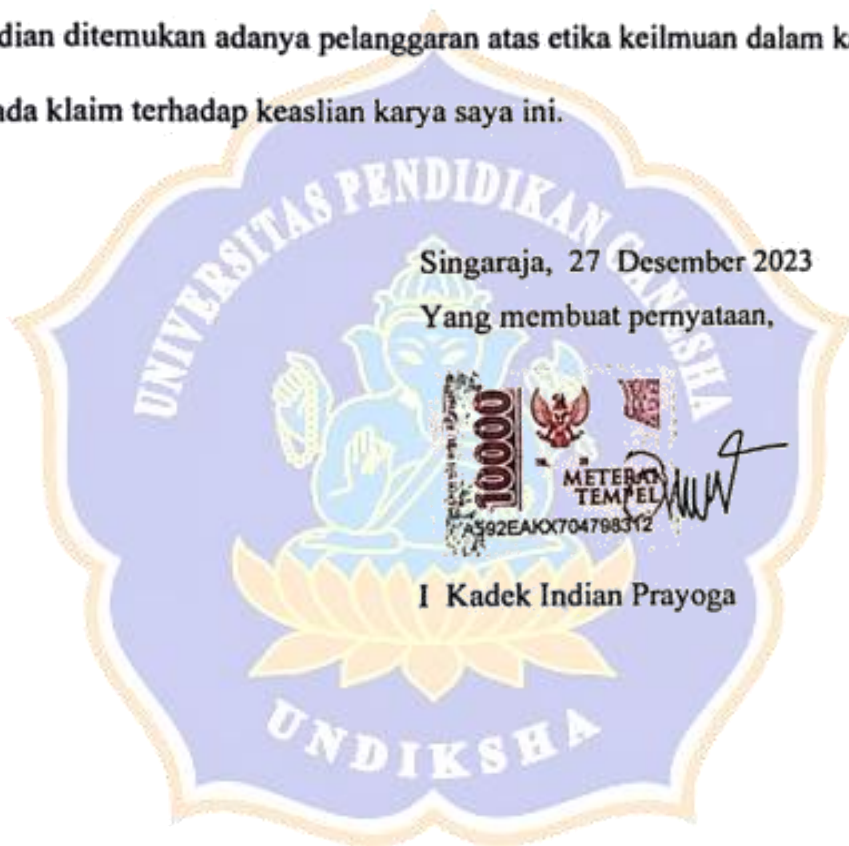 dian ditemukan adanya pelanggaran atas etika keilmuan dalam k
ada klaim terhadap keaslian karya saya ini.
UNIVERSITAS PENDIDIKAN GANESHA
Singaraja, 27 Desember 2023
Yang membuat pernyataan,
10000
METERAI
TEMPEL
A592EAKX704798312
I Kadek Indian Prayoga
UNDIKSHA